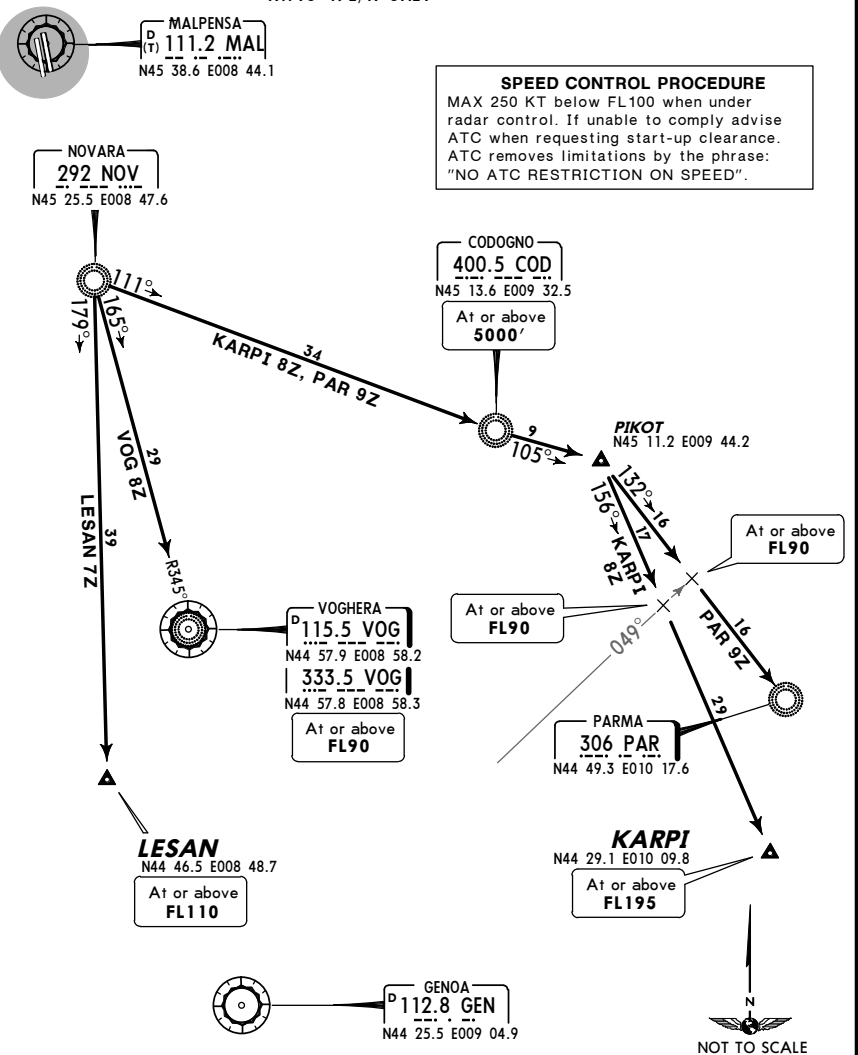 MALPENSA
D
(T) 111.2 MAL
N45 38.6 E008 44.1
SPEED CONTROL PROCEDURE
MAX 250 KT below FL100 when under
radar control. If unable to comply advise
ATC when requesting start-up clearance.
ATC removes limitations by the phrase:
"NO ATC RESTRICTION ON SPEED".
NOVARA
292 NOV
N45 25.5 E008 47.6
CODOGNO
400.5 COD
N45 13.6 E009 32.5
At or above
5000'
111°
165°
179°
34
KARPI 8Z, PAR 9Z
9
105°
PIKOT
N45 11.2 E009 44.2
29
VOG 8Z
39
LESAN 7Z
R345°
132°
16
156°
17
KARPI
8Z
At or above
FL90
At or above
FL90
049°
16
PAR 9Z
29
VOGHERA
D 115.5 VOG
N44 57.9 E008 58.2
333.5 VOG
N44 57.8 E008 58.3
At or above
FL90
PARMA
306 PAR
N44 49.3 E010 17.6
LESAN
N44 46.5 E008 48.7
At or above
FL110
KARPI
N44 29.1 E010 09.8
At or above
FL195
GENOA
D 112.8 GEN
N44 25.5 E009 04.9
N
NOT TO SCALE